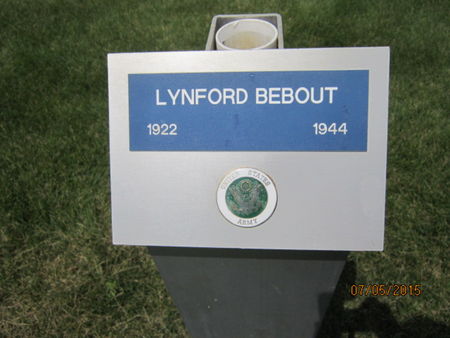 LYNFORD BEBOUT
1922 1944
UNITED STATES
ARMY
07/05/2015